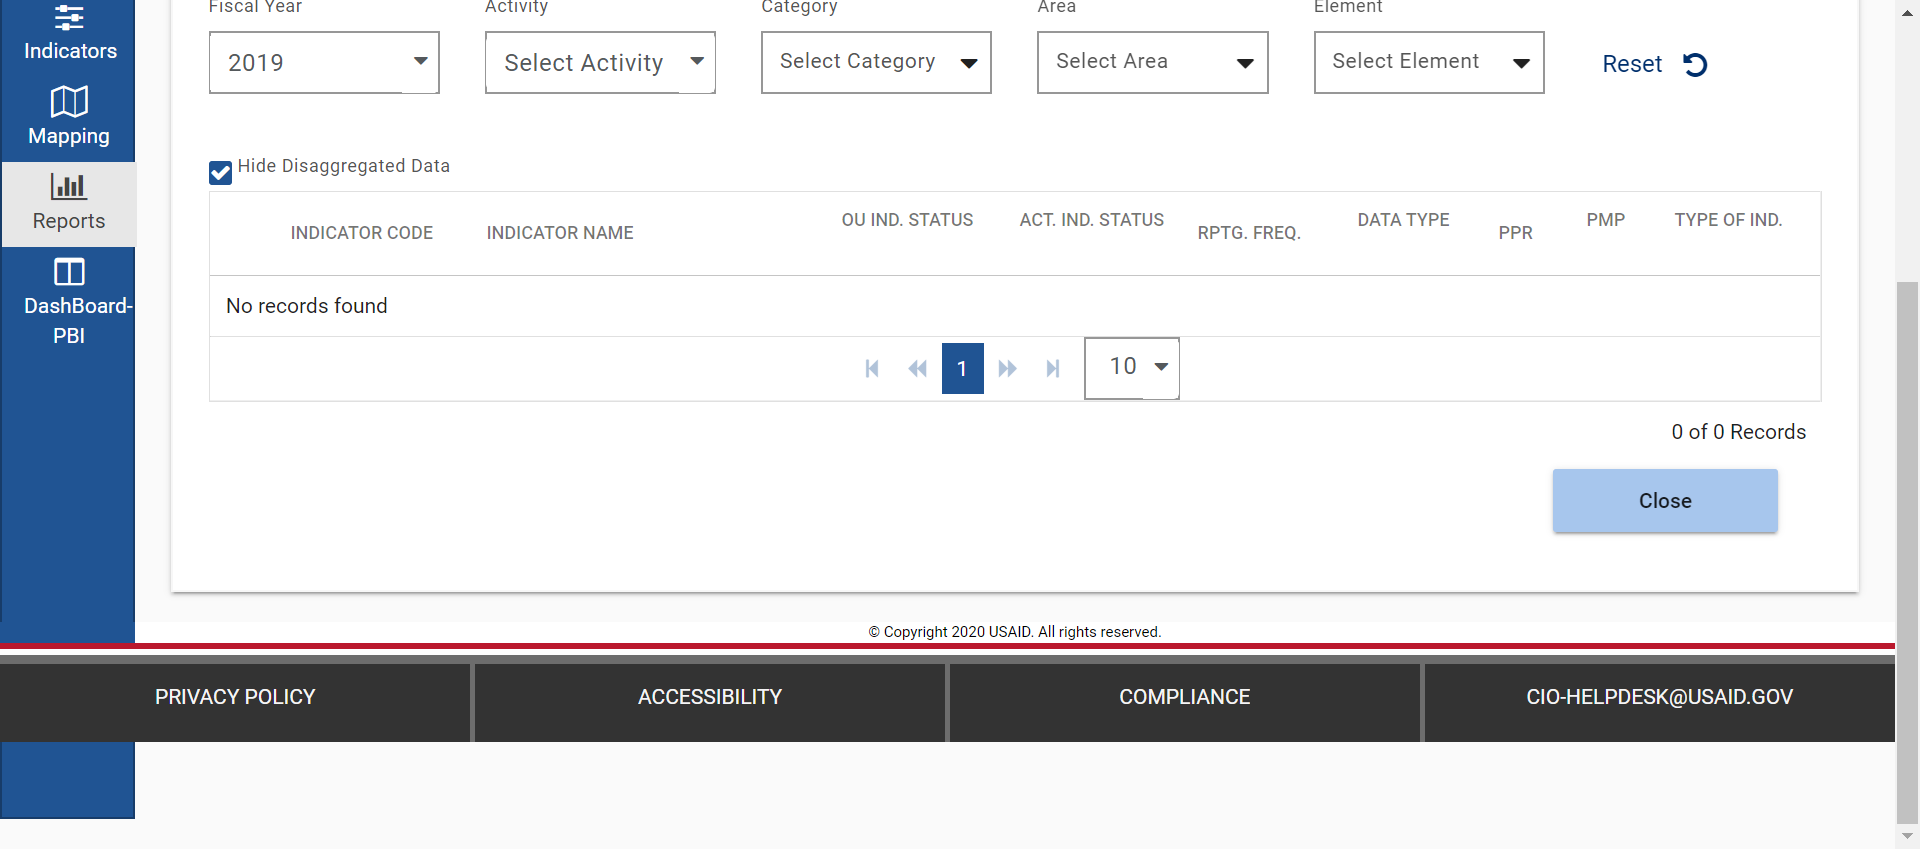 Indicators
Mapping
Reports
DashBoard-
PBI
Fiscal Year
Activity
Category
Area
Element
2019
Select Activity
Select Category
Select Area
Select Element
Reset
Hide Disaggregated Data
INDICATOR CODE
INDICATOR NAME
OU IND. STATUS
ACT. IND. STATUS
RPTG. FREQ.
DATA TYPE
PPR
PMP
TYPE OF IND.
No records found
1
10
0 of 0 Records
Close
© Copyright 2020 USAID. All rights reserved.
PRIVACY POLICY
ACCESSIBILITY
COMPLIANCE
CIO-HELPDESK@USAID.GOV